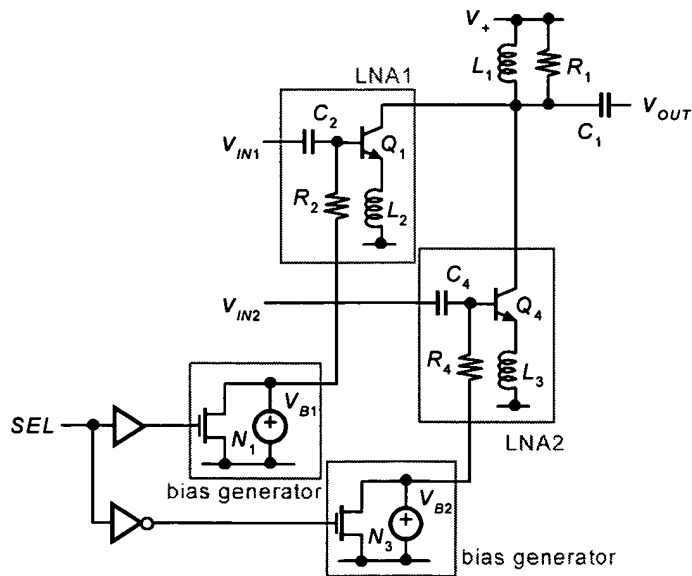 V+
L1
R1
LNA1
C2
VIN1
Q1
C1
VOUT
R2
L2
C4
VIN2
Q4
R4
L3
VB1
SEL
N1
LNA2
bias generator
VB2
N3
bias generator